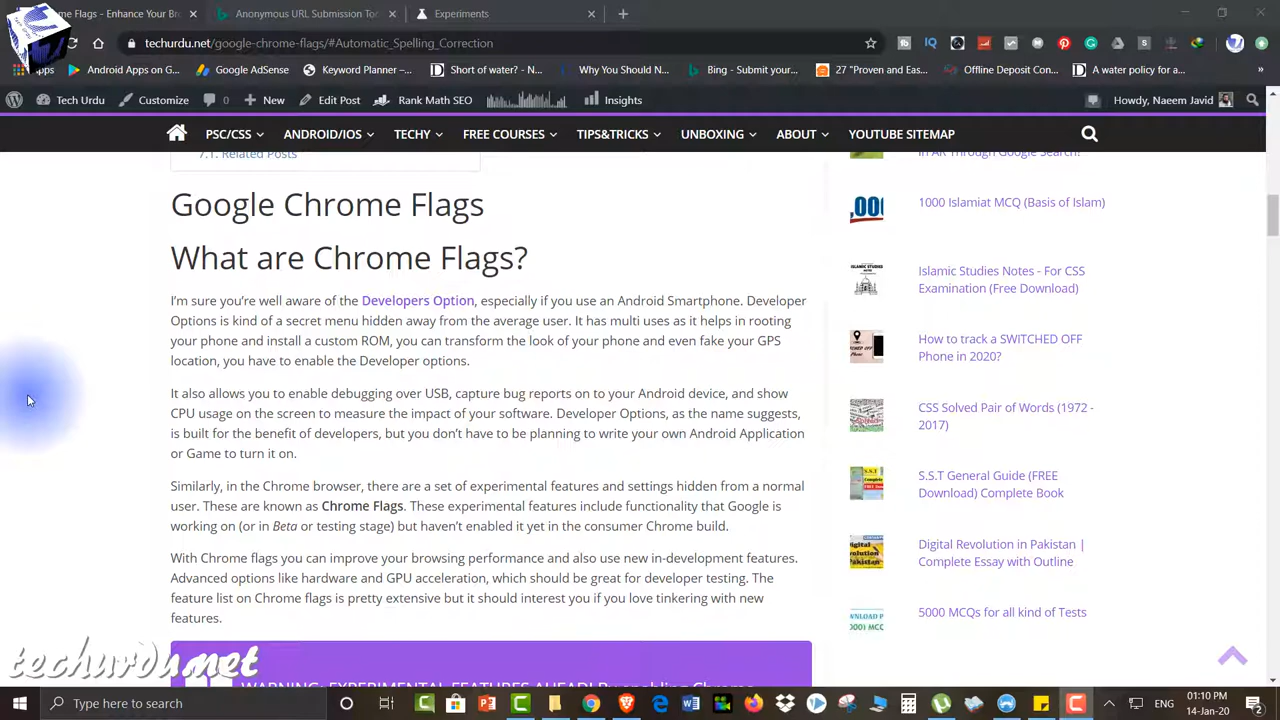 ome Flags - Enhance Your Br
Anonymous URL Submission Too
Experiments
techurdu.net/google-chrome-flags/#Automatic_Spelling_Correction
Apps
Android Apps on G...
Google AdSense
Keyword Planner –...
Short of water? - N...
Why You Should N...
Bing - Submit your...
27 "Proven and Eas...
Offline Deposit Con...
A water policy for a...
»
Tech Urdu
Customize
0
New
Edit Post
Rank Math SEO
Insights
Howdy, Naeem Javid
PSC/CSS
ANDROID/IOS
TECHY
FREE COURSES
TIPS&TRICKS
UNBOXING
ABOUT
YOUTUBE SITEMAP
7.1. Related Posts
Google Chrome Flags
What are Chrome Flags?
I'm sure you're well aware of the Developers Option, especially if you use an Android Smartphone. Developer
Options is kind of a secret menu hidden away from the average user. It has multi uses as it helps in rooting
your phone and install a custom ROM, you can transform the look of your phone and even fake your GPS
location, you have to enable the Developer options.
It also allows you to enable debugging over USB, capture bug reports on to your Android device, and show
CPU usage on the screen to measure the impact of your software. Developer Options, as the name suggests,
is built for the benefit of developers, but you don't have to be planning to write your own Android Application
or Game to turn it on.
Similarly, in the Chrome browser, there are a set of experimental features and settings hidden from a normal
user. These are known as Chrome Flags. These experimental features include functionality that Google is
working on (or in Beta or testing stage) but haven't enabled it yet in the consumer Chrome build.
With Chrome flags you can improve your browsing performance and also use new in-development features.
Advanced options like hardware and GPU acceleration, which should be great for developer testing. The
feature list on Chrome flags is pretty extensive but it should interest you if you love tinkering with new
features.
WARNING: EXPERIMENTAL FEATURES AHEAD! By enabling Chrome
In AR Through Google Search?
1000 Islamiat MCQ (Basis of Islam)
Islamic Studies Notes - For CSS
Examination (Free Download)
How to track a SWITCHED OFF
Phone in 2020?
CSS Solved Pair of Words (1972 -
2017)
S.S.T General Guide (FREE
Download) Complete Book
Digital Revolution in Pakistan |
Complete Essay with Outline
5000 MCQs for all kind of Tests
techurdu.net
Type here to search
01:10 PM
14-Jan-20
2